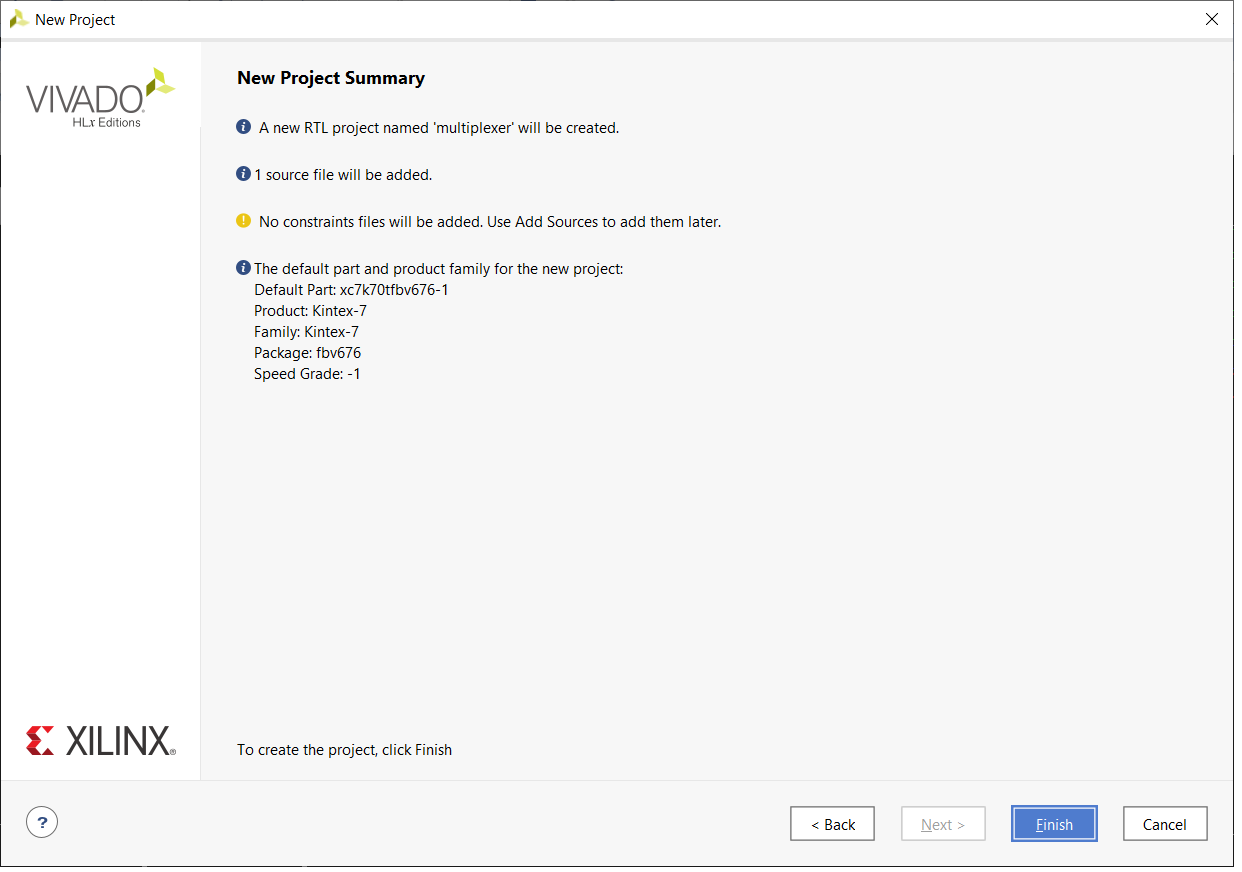 New Project
VIVADO
HLx Editions
New Project Summary
A new RTL project named 'multiplexer' will be created.
1 source file will be added.
No constraints files will be added. Use Add Sources to add them later.
The default part and product family for the new project:
Default Part: xc7k70tfbv676-1
Product: Kintex-7
Family: Kintex-7
Package: fbv676
Speed Grade: -1
XILINX®
To create the project, click Finish
?
< Back
Next >
Finish
Cancel